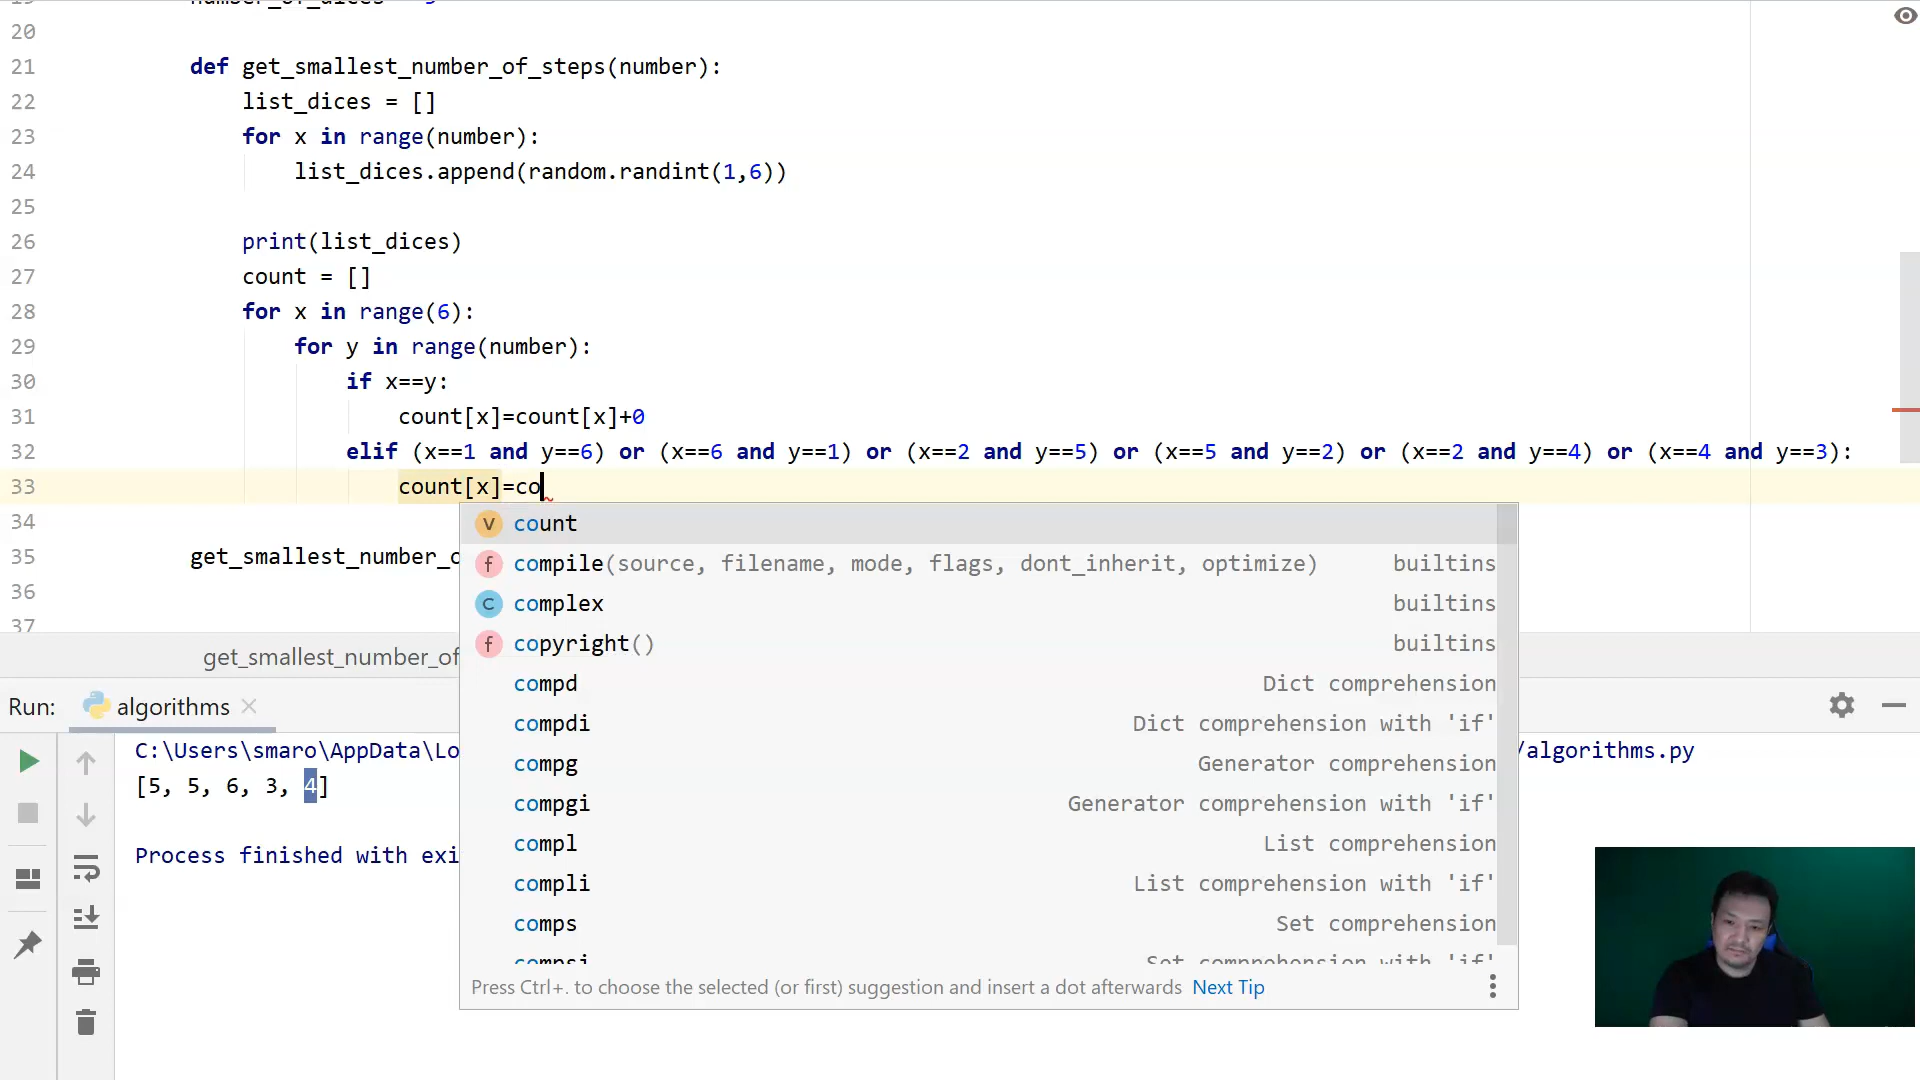 number_of_dices
20
21 def get_smallest_number_of_steps(number):
22 list_dices = []
23 for x in range(number):
24 list_dices.append(random.randint(1,6))
25
26 print(list_dices)
27 count = []
28 for x in range(6):
29 for y in range(number):
30 if x==y:
31 count[x]=count[x]+0
32 elif (x==1 and y==6) or (x==6 and y==1) or (x==2 and y==5) or (x==5 and y==2) or (x==2 and y==4) or (x==4 and y==3):
33 count[x]=co
34
35 get_smallest_number_o
36
37
V count
f compile(source, filename, mode, flags, dont_inherit, optimize) builtins
C complex builtins
f copyright() builtins
compd Dict comprehension
compdi Dict comprehension with 'if'
compg Generator comprehension
compgi Generator comprehension with 'if'
compl List comprehension
compli List comprehension with 'if'
comps Set comprehension
compsi Set comprehension with 'if'
Press Ctrl+. to choose the selected (or first) suggestion and insert a dot afterwards Next Tip
get_smallest_number_of
Run: algorithms
C:\Users\smaro\AppData\Lo /algorithms.py
[5, 5, 6, 3, 4]
Process finished with exi